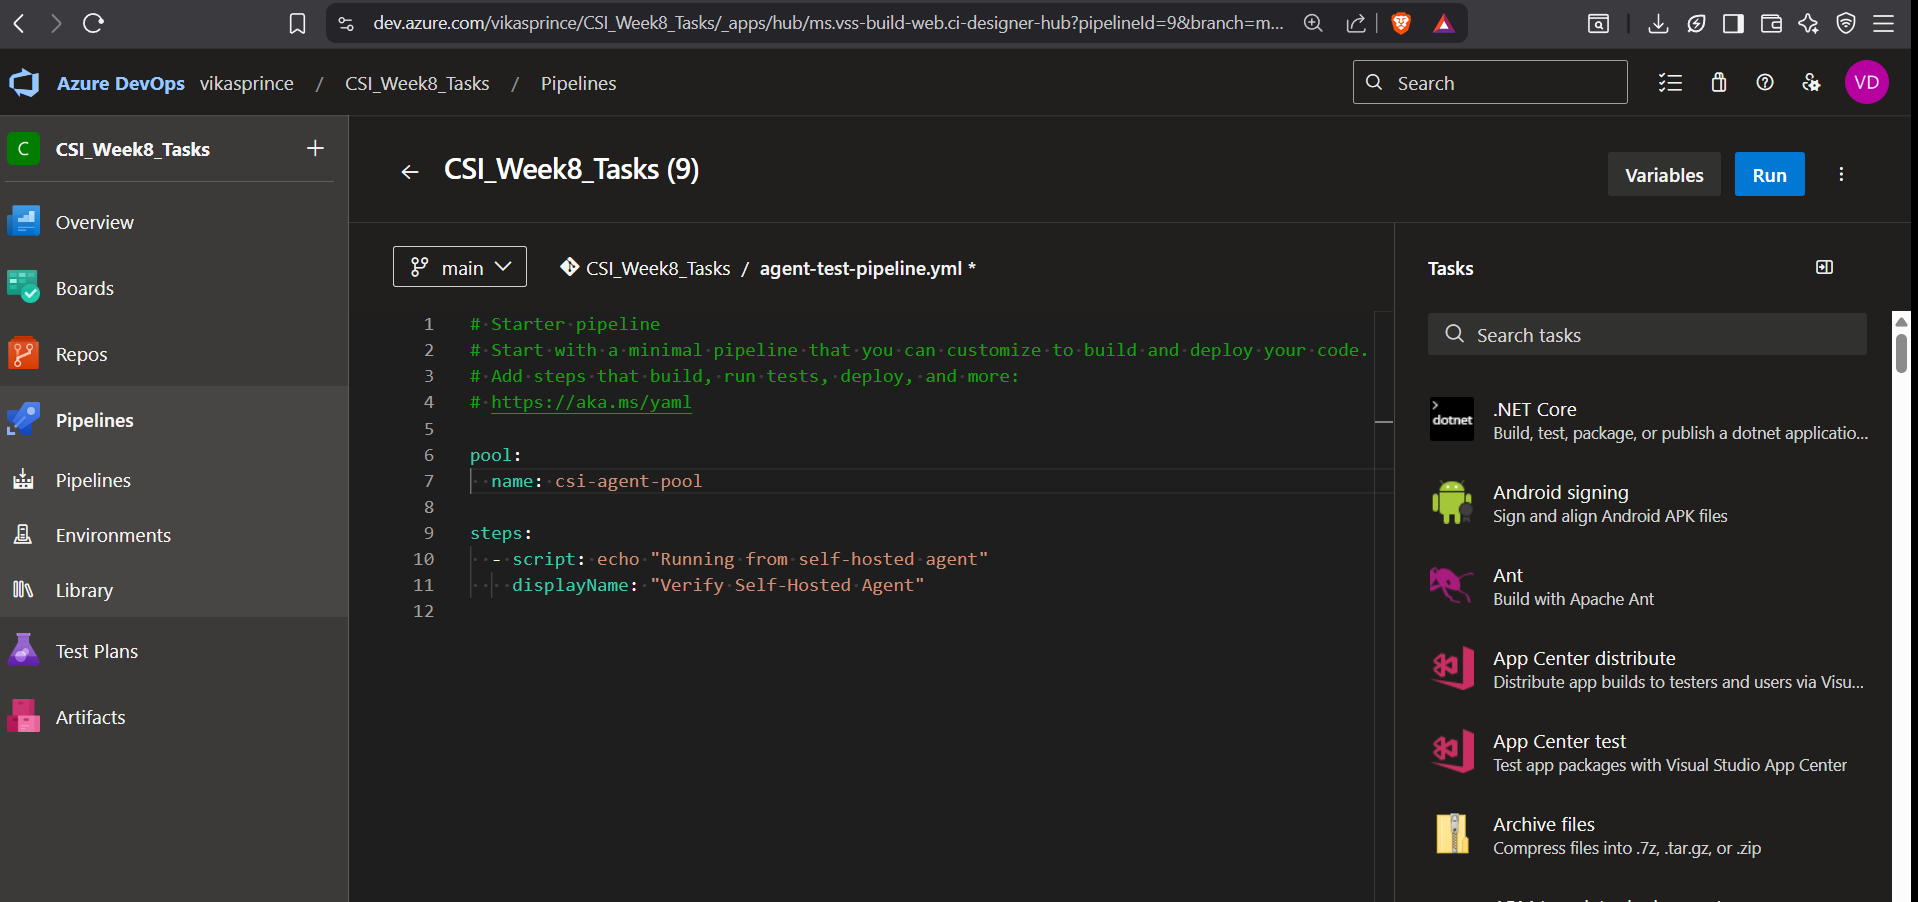 dev.azure.com/vikasprince/CSI_Week8_Tasks/_apps/hub/ms.vss-build-web.ci-designer-hub?pipelineId=9&branch=m...
Azure DevOps vikasprince / CSI_Week8_Tasks / Pipelines
Search
VD
C CSI_Week8_Tasks +
Overview
Boards
Repos
Pipelines
Pipelines
Environments
Library
Test Plans
Artifacts
CSI_Week8_Tasks (9)
Variables
Run
main
CSI_Week8_Tasks / agent-test-pipeline.yml *
1 # Starter pipeline
2 # Start with a minimal pipeline that you can customize to build and deploy your code.
3 # Add steps that build, run tests, deploy, and more:
4 # https://aka.ms/yaml
5
6 pool:
7   name: csi-agent-pool
8
9 steps:
10   - script: echo "Running from self-hosted agent"
11     displayName: "Verify Self-Hosted Agent"
12
Tasks
Search tasks
dotnet
.NET Core
Build, test, package, or publish a dotnet applicatio...
Android signing
Sign and align Android APK files
Ant
Build with Apache Ant
App Center distribute
Distribute app builds to testers and users via Visu...
App Center test
Test app packages with Visual Studio App Center
Archive files
Compress files into .7z, .tar.gz, or .zip